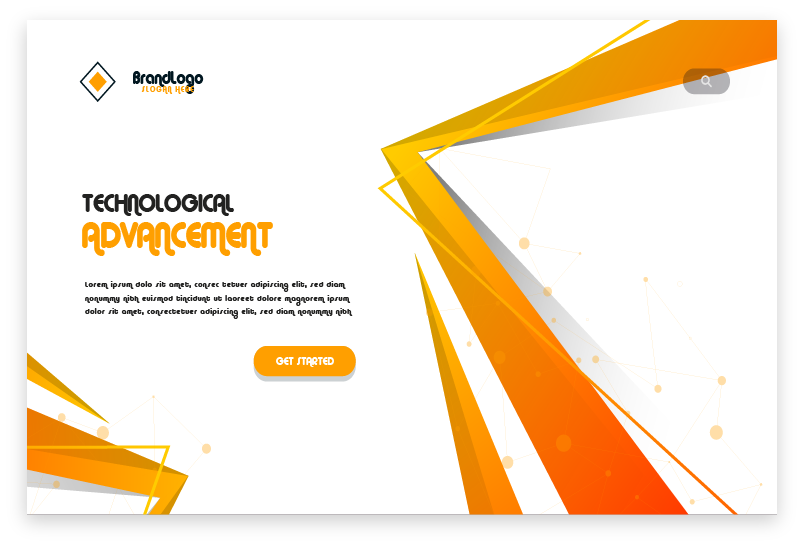 BrandLogo
SLOGAN HERE
TECHNOLOGICAL
ADVANCEMENT
Lorem ipsum dolo sit amet, consec tetuer adipiscing elit, sed diam
nonummy nibh euismod tincidunt ut laoreet dolore magnorem ipsum
dolor sit amet, consectetuer adipiscing elit, sed diam nonummy nibh
GET STARTED